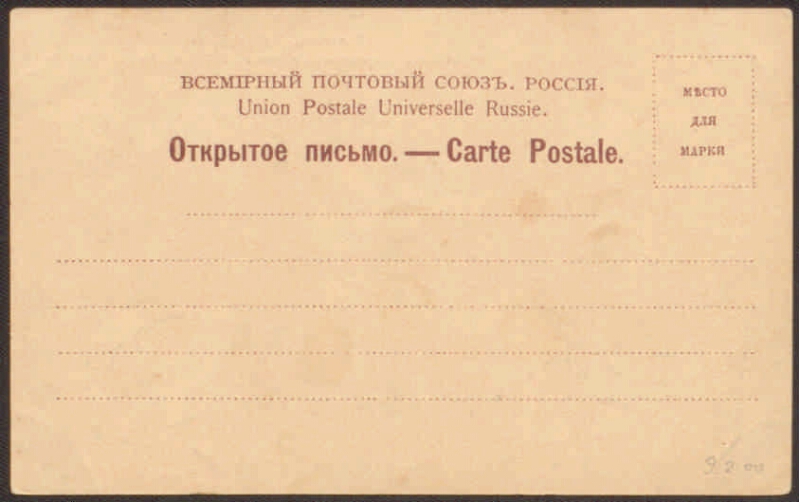 ВСЕМІРНЫЙ ПОЧТОВЫЙ СОЮЗЪ. РОССІЯ.
Union Postale Universelle Russie.
Открытое письмо. — Carte Postale.
МѢСТО
ДЛЯ
МАРКИ